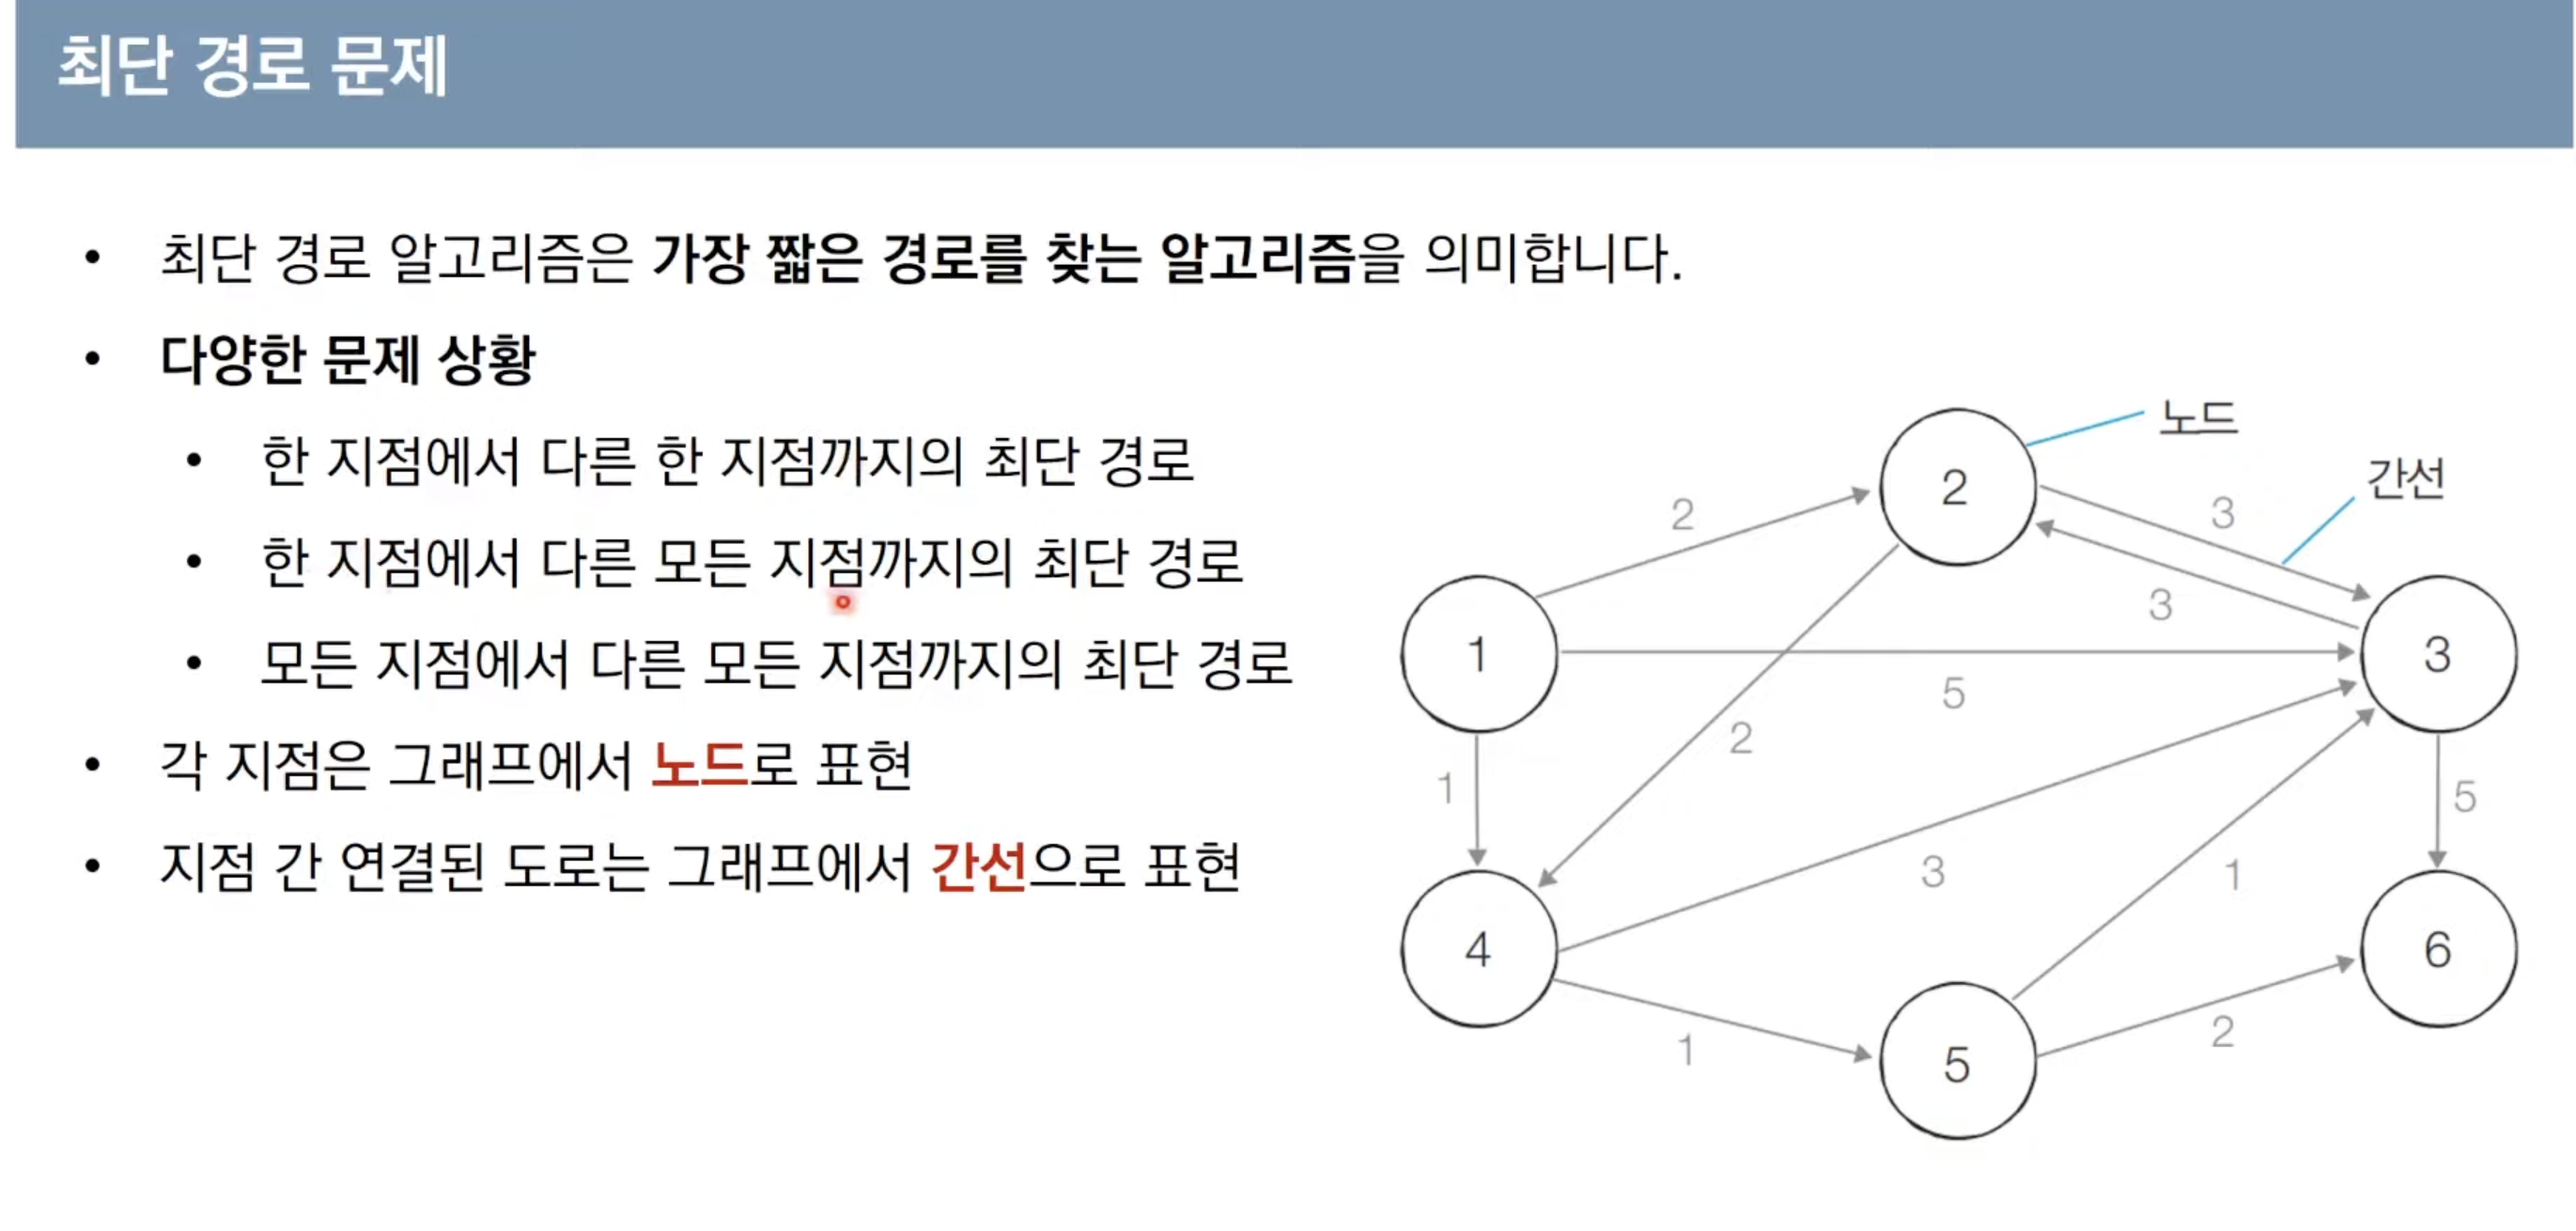 최단 경로 문제
• 최단 경로 알고리즘은 가장 짧은 경로를 찾는 알고리즘을 의미합니다.
• 다양한 문제 상황
• 한 지점에서 다른 한 지점까지의 최단 경로
• 한 지점에서 다른 모든 지점까지의 최단 경로
• 모든 지점에서 다른 모든 지점까지의 최단 경로
• 각 지점은 그래프에서 노드로 표현
• 지점 간 연결된 도로는 그래프에서 간선으로 표현
노드
간선
2
2
3
3
1
3
5
2
1
5
3
1
4
6
1
5
2